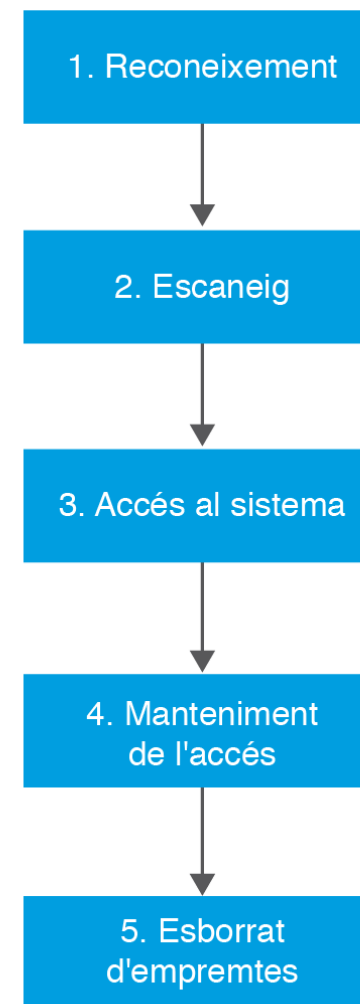 1. Reconeixement
2. Escaneig
3. Accés al sistema
4. Manteniment
de l'accés
5. Esborrat
d'empremtes